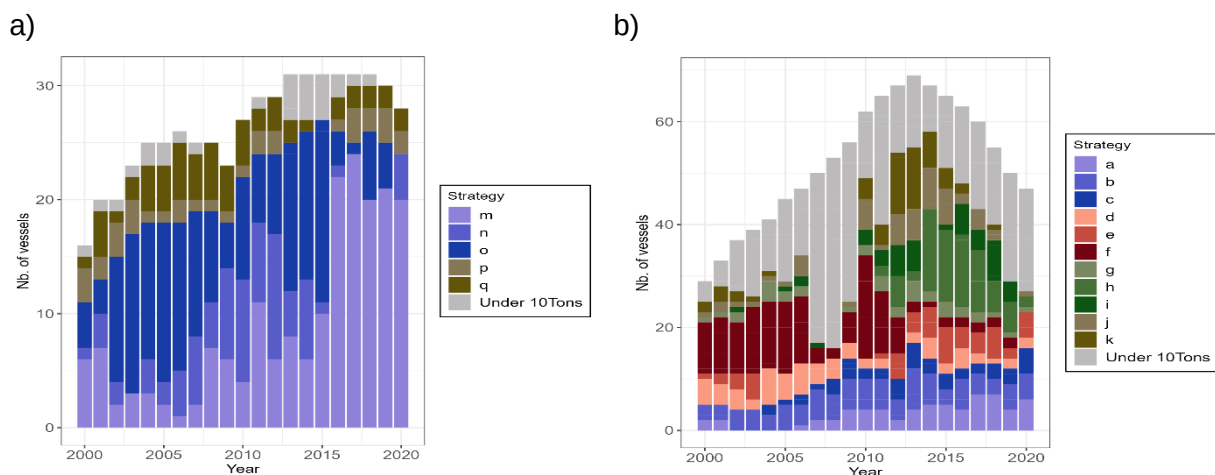 a)
Nb. of vessels
30
20
10
0
2000 2005 2010 2015 2020
Year
Strategy
m
n
o
p
q
Under 10Tons
b)
Nb. of vessels
60
40
20
0
2000 2005 2010 2015 2020
Year
Strategy
a
b
c
d
e
f
g
h
i
j
k
Under 10Tons